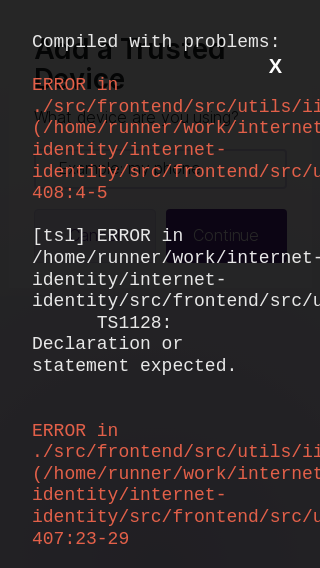 Compiled with problems:
X
Add a Trusted
Device
ERROR in
./src/frontend/src/utils/ii
What device are you using?
(/home/runner/work/internet
identity/internet-
identity/src/frontend/src/u
408:4-5
[tsl] ERROR in
Continue
/home/runner/work/internet-
identity/internet-
identity/src/frontend/src/u
TS1128:
Declaration or
statement expected.
ERROR in
./src/frontend/src/utils/ii
(/home/runner/work/internet
identity/internet-
identity/src/frontend/src/u
407:23-29